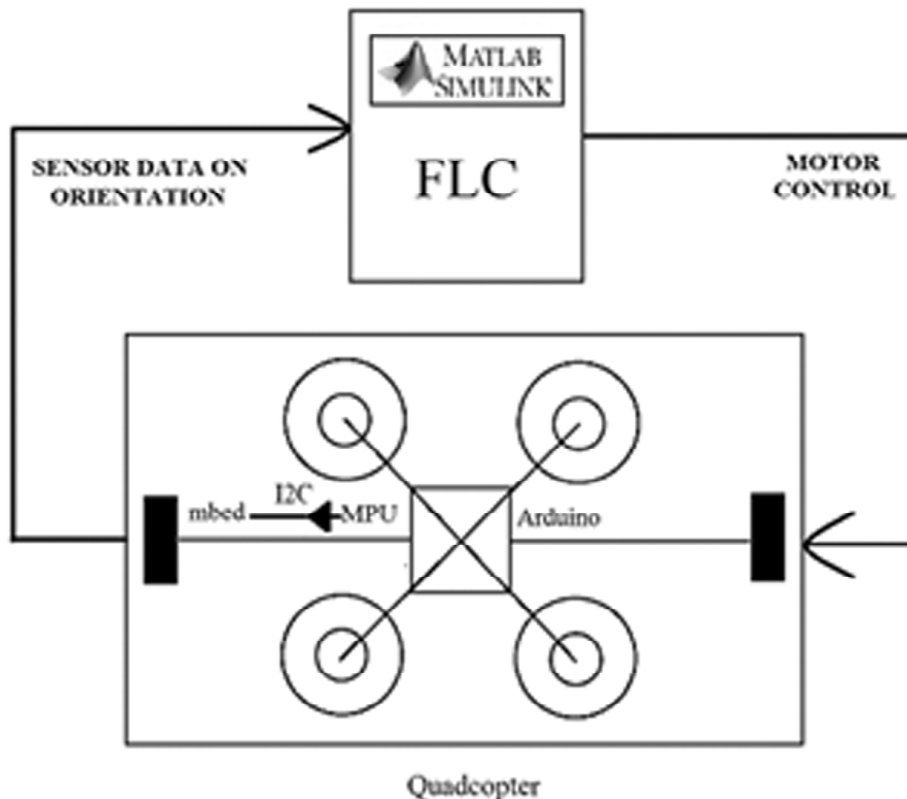 MATLAB
SIMULINK
FLC
SENSOR DATA ON
ORIENTATION
MOTOR
CONTROL
I2C
mbed
MPU
Arduino
Quadcopter